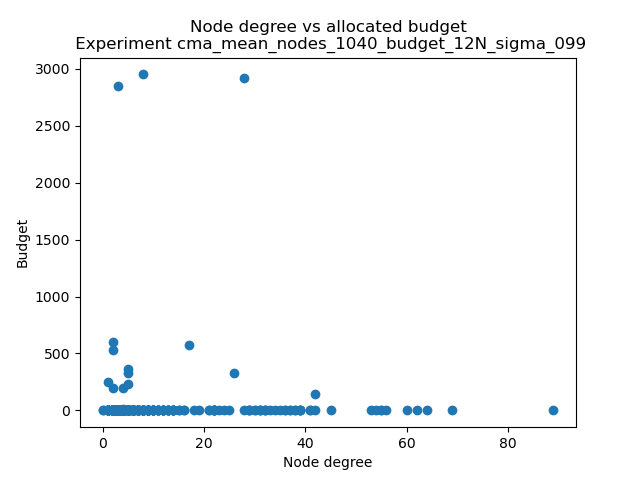 Node degree vs allocated budget
Experiment cma_mean_nodes_1040_budget_12N_sigma_099
3000
2500
2000
1500
1000
500
0
Budget
0 20 40 60 80
Node degree